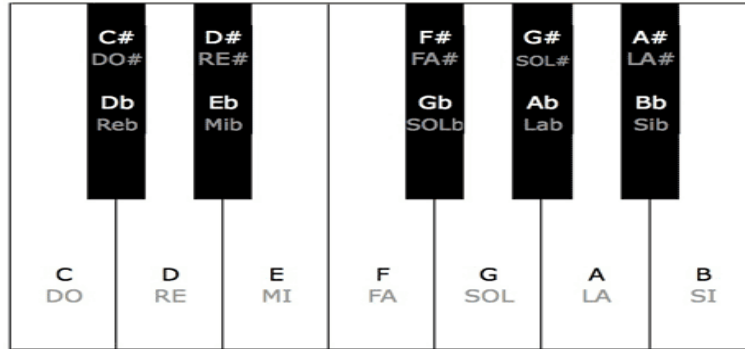 C# D# F# G# A#
DO# RE# FA# SOL# LA#
Db Eb Gb Ab Bb
Reb Mib SOLb Lab Sib
C D E F G A B
DO RE MI FA SOL LA SI